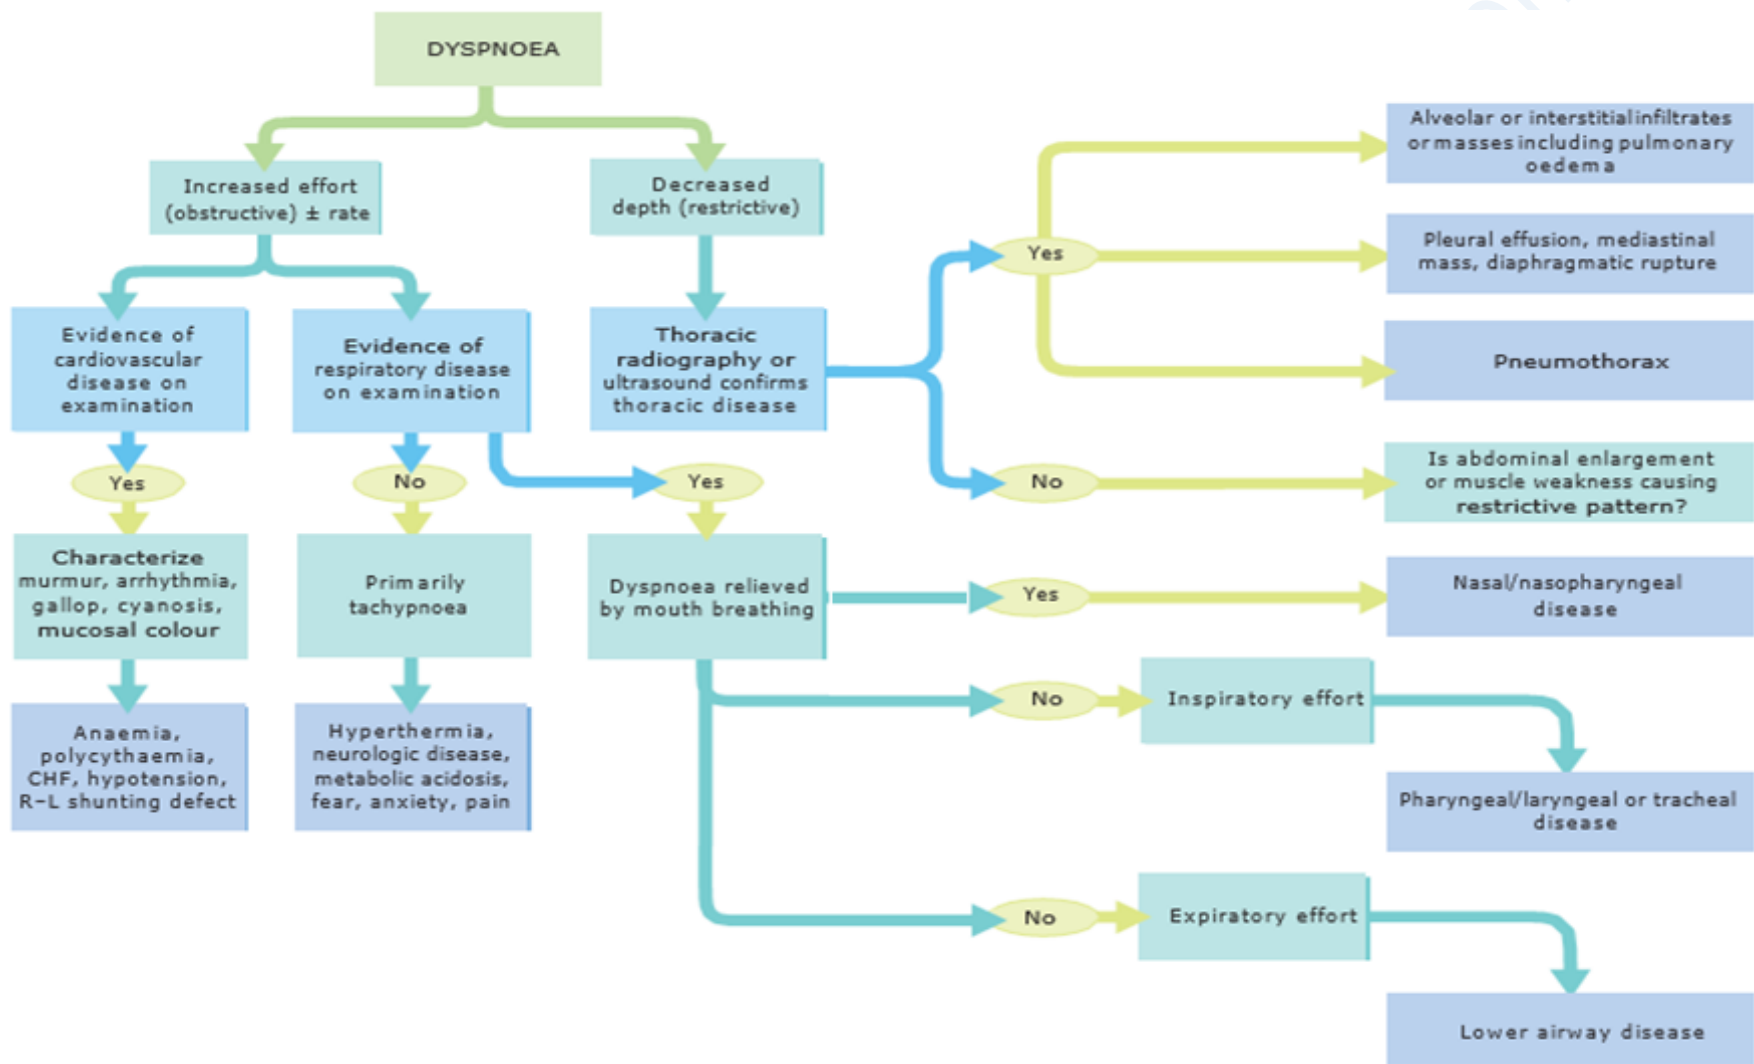 DYSPNOEA
Increased effort
(obstructive) ± rate
Decreased
depth (restrictive)
Evidence of
cardiovascular
disease on
examination
Evidence of
respiratory disease
on examination
Thoracic
radiography or
ultrasound confirms
thoracic disease
Yes
Alveolar or interstitial infiltrates
or masses including pulmonary
oedema
Pleural effusion, mediastinal
mass, diaphragmatic rupture
Pneumothorax
No
Is abdominal enlargement
or muscle weakness causing
restrictive pattern?
Yes
No
Yes
Characterize
murmur, arrhythmia,
gallop, cyanosis,
mucosal colour
Primarily
tachypnoea
Dyspnoea relieved
by mouth breathing
Yes
Nasal/nasopharyngeal
disease
Anaemia,
polycythaemia,
CHF, hypotension,
R-L shunting defect
Hyperthermia,
neurologic disease,
metabolic acidosis,
fear, anxiety, pain
No
Inspiratory effort
Pharyngeal/laryngeal or tracheal
disease
No
Expiratory effort
Lower airway disease